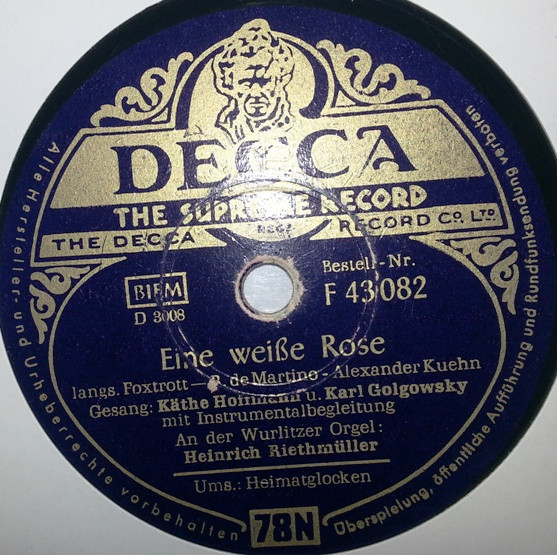 DECCA
THE SUPREME RECORD
THE DECCA RECORD CO. LTD
BIEM
D 3008
Bestell-Nr.
F 43082
Eine weiße Rose
langs. Foxtrott – P. de Martino - Alexander Kuehn
Gesang: Käthe Hoffmann u. Karl Golgowsky
mit Instrumentalbegleitung
An der Wurlitzer Orgel:
Heinrich Riethmüller
Ums.: Heimatglocken
78N
Alle Hersteller- und Urheberrechte vorbehalten
Überspielung, öffentliche Aufführung und Rundfunksendung verboten